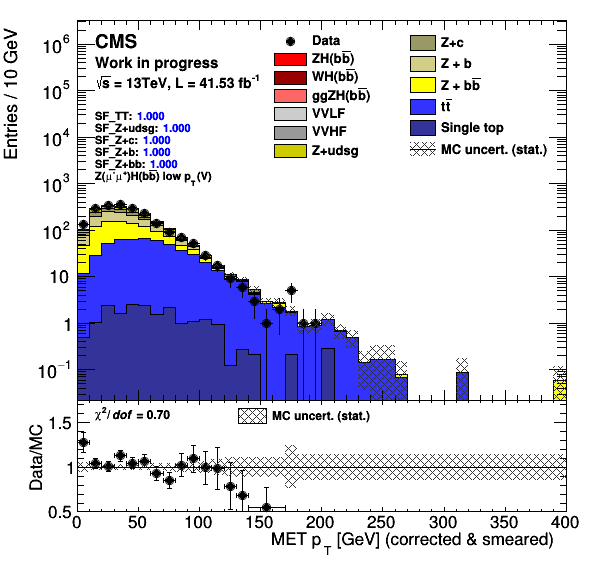 CMS
Work in progress
√s = 13TeV, L = 41.53 fb⁻¹
SF_TT: 1.000
SF_Z+udsg: 1.000
SF_Z+c: 1.000
SF_Z+b: 1.000
SF_Z+bb: 1.000
Z(μ⁻μ⁺)H(bb̅) low p_T(V)
Data
ZH(bb̅)
WH(bb̅)
ggZH(bb̅)
VVLF
VVHF
Z+udsg
Z+c
Z + b
Z + bb̅
tt̅
Single top
MC uncert. (stat.)
Entries / 10 GeV
10⁶
10⁵
10⁴
10³
10²
10
1
10⁻¹
χ²/dof = 0.70
MC uncert. (stat.)
Data/MC
1.5
1
0.5
0 50 100 150 200 250 300 350 400
MET p_T [GeV] (corrected & smeared)